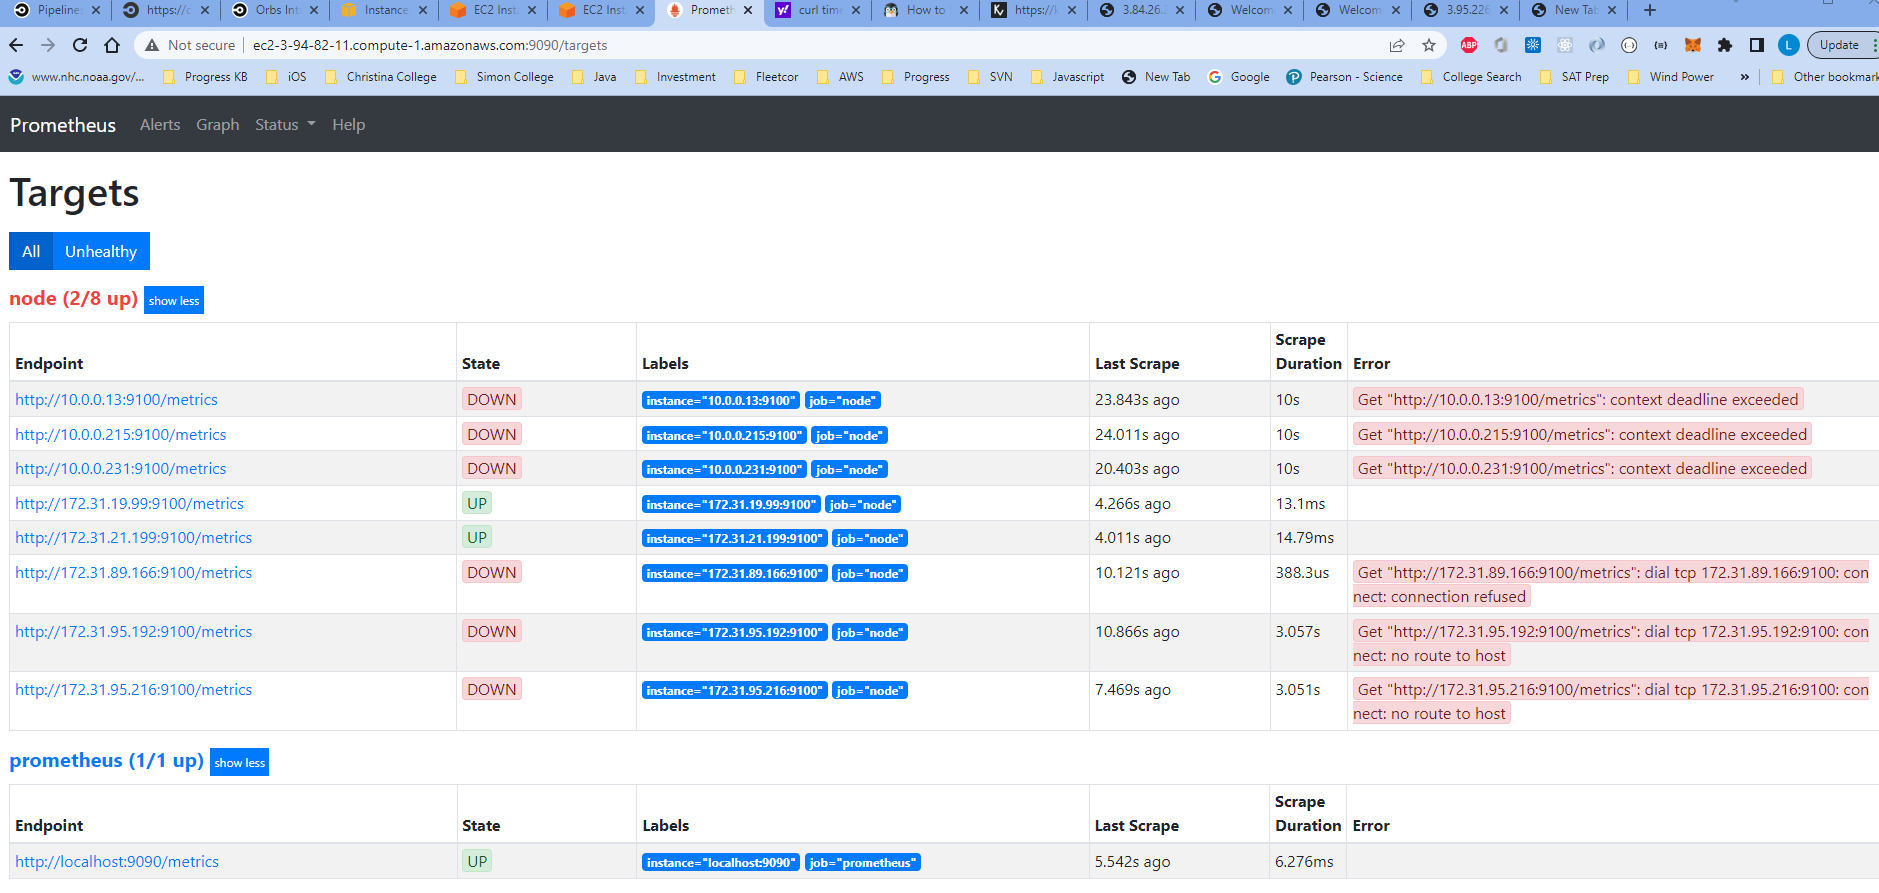 Pipeline: https://c Orbs Int Instance EC2 Inst EC2 Inst Prometh curl time How to https://k 3.84.26. Welcom Welcom 3.95.226 New Tab
Not secure ec2-3-94-82-11.compute-1.amazonaws.com:9090/targets ABP L Update
www.nhc.noaa.gov/... Progress KB iOS Christina College Simon College Java Investment Fleetcor AWS Progress SVN Javascript New Tab Google Pearson - Science College Search SAT Prep Wind Power » Other bookmark
Prometheus Alerts Graph Status Help
Targets
All Unhealthy
node (2/8 up) show less
Endpoint State Labels Last Scrape Scrape Duration Error
http://10.0.0.13:9100/metrics DOWN instance="10.0.0.13:9100" job="node" 23.843s ago 10s Get "http://10.0.0.13:9100/metrics": context deadline exceeded
http://10.0.0.215:9100/metrics DOWN instance="10.0.0.215:9100" job="node" 24.011s ago 10s Get "http://10.0.0.215:9100/metrics": context deadline exceeded
http://10.0.0.231:9100/metrics DOWN instance="10.0.0.231:9100" job="node" 20.403s ago 10s Get "http://10.0.0.231:9100/metrics": context deadline exceeded
http://172.31.19.99:9100/metrics UP instance="172.31.19.99:9100" job="node" 4.266s ago 13.1ms
http://172.31.21.199:9100/metrics UP instance="172.31.21.199:9100" job="node" 4.011s ago 14.79ms
http://172.31.89.166:9100/metrics DOWN instance="172.31.89.166:9100" job="node" 10.121s ago 388.3us Get "http://172.31.89.166:9100/metrics": dial tcp 172.31.89.166:9100: con
nect: connection refused
http://172.31.95.192:9100/metrics DOWN instance="172.31.95.192:9100" job="node" 10.866s ago 3.057s Get "http://172.31.95.192:9100/metrics": dial tcp 172.31.95.192:9100: con
nect: no route to host
http://172.31.95.216:9100/metrics DOWN instance="172.31.95.216:9100" job="node" 7.469s ago 3.051s Get "http://172.31.95.216:9100/metrics": dial tcp 172.31.95.216:9100: con
nect: no route to host
prometheus (1/1 up) show less
Endpoint State Labels Last Scrape Scrape Duration Error
http://localhost:9090/metrics UP instance="localhost:9090" job="prometheus" 5.542s ago 6.276ms